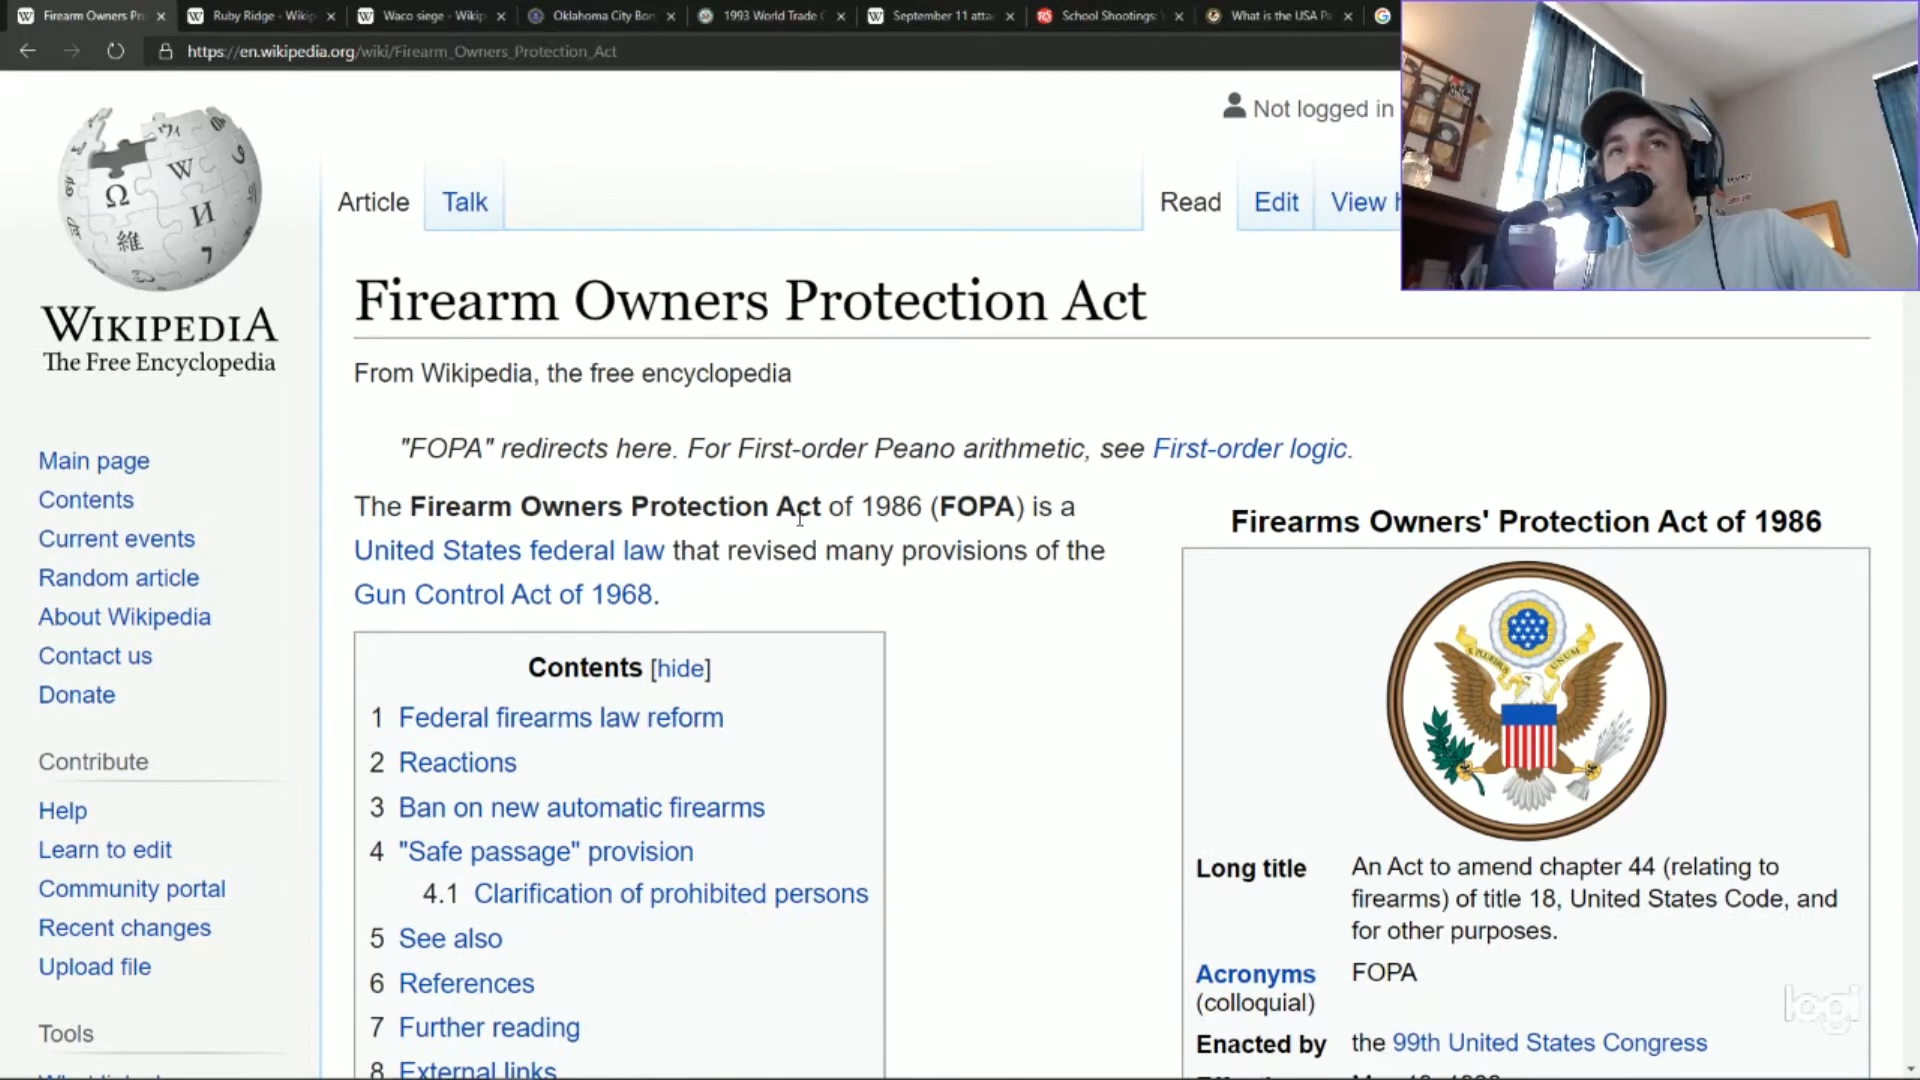 Firearm Owners Pr
Ruby Ridge - Wikip
Waco siege - Wikip
Oklahoma City Bom
1993 World Trade C
September 11 atta
School Shootings:
What is the USA P
https://en.wikipedia.org/wiki/Firearm_Owners_Protection_Act
Not logged in
Article
Talk
Read
Edit
View h
WIKIPEDIA
The Free Encyclopedia
Firearm Owners Protection Act
From Wikipedia, the free encyclopedia
"FOPA" redirects here. For First-order Peano arithmetic, see First-order logic.
The Firearm Owners Protection Act of 1986 (FOPA) is a
United States federal law that revised many provisions of the
Gun Control Act of 1968.
Contents [hide]
1 Federal firearms law reform
2 Reactions
3 Ban on new automatic firearms
4 "Safe passage" provision
4.1 Clarification of prohibited persons
5 See also
6 References
7 Further reading
8 External links
Firearms Owners' Protection Act of 1986
E PLURIBUS UNUM
Long title
An Act to amend chapter 44 (relating to
firearms) of title 18, United States Code, and
for other purposes.
Acronyms
(colloquial)
FOPA
Enacted by
the 99th United States Congress
Main page
Contents
Current events
Random article
About Wikipedia
Contact us
Donate
Contribute
Help
Learn to edit
Community portal
Recent changes
Upload file
Tools
logi